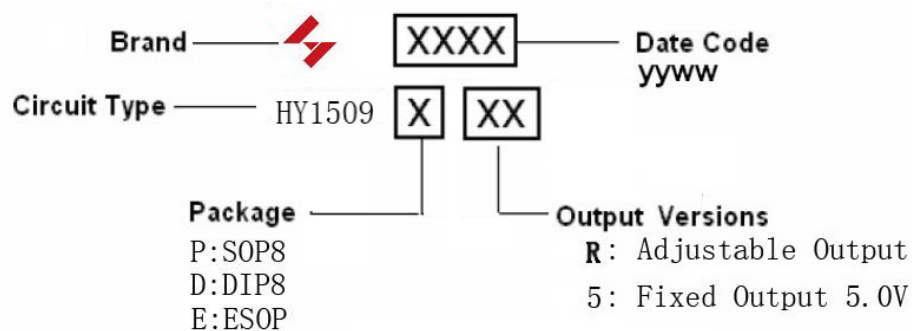 Brand XXXX Date Code
yyww
Circuit Type HY1509 X XX
Package Output Versions
P:SOP8 R: Adjustable Output
D:DIP8 5: Fixed Output 5.0V
E:ESOP